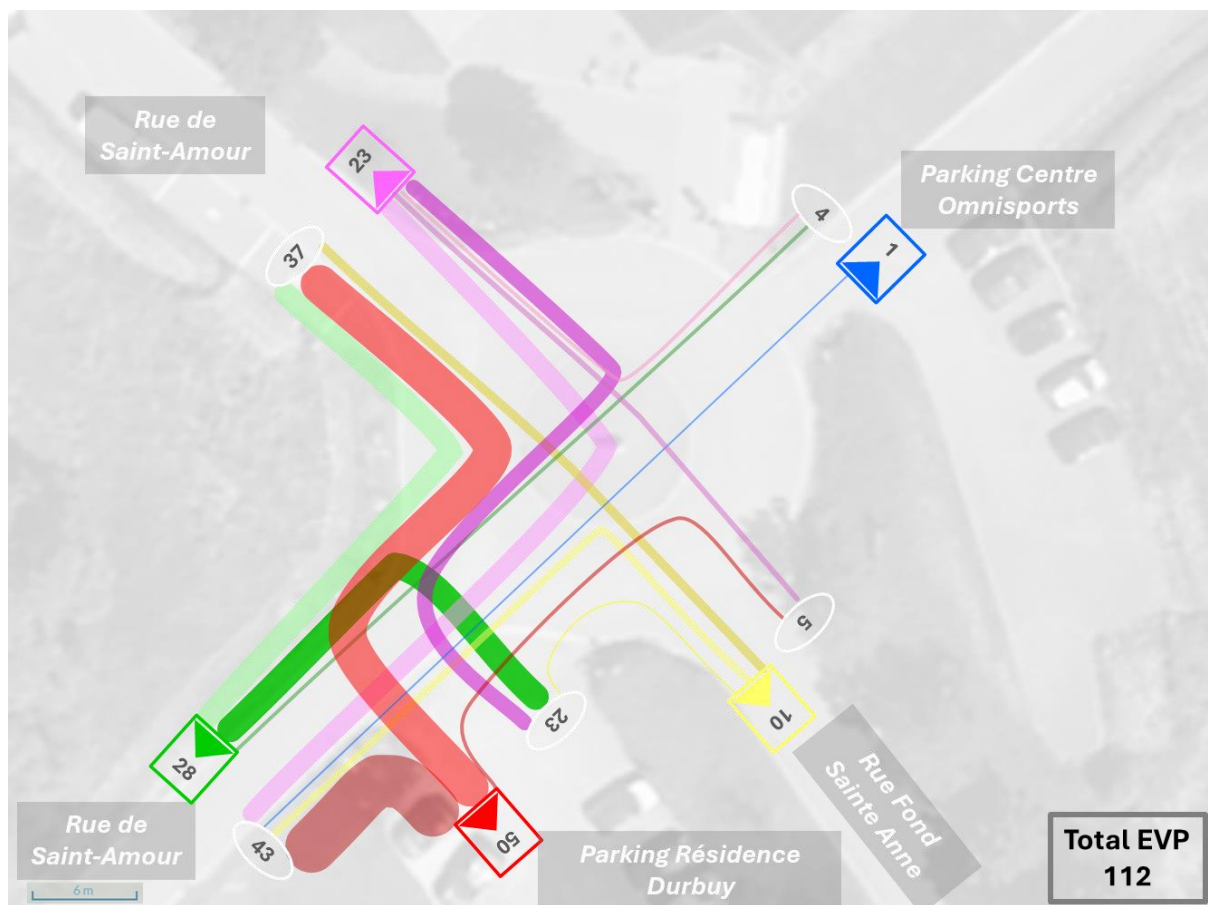 Rue de
Saint-Amour
23
37
4
1
Parking Centre
Omnisports
5
10
23
28
43
50
Rue de
Saint-Amour
Parking Résidence
Durbuy
Rue Fond
Sainte Anne
Total EVP
112
6 m